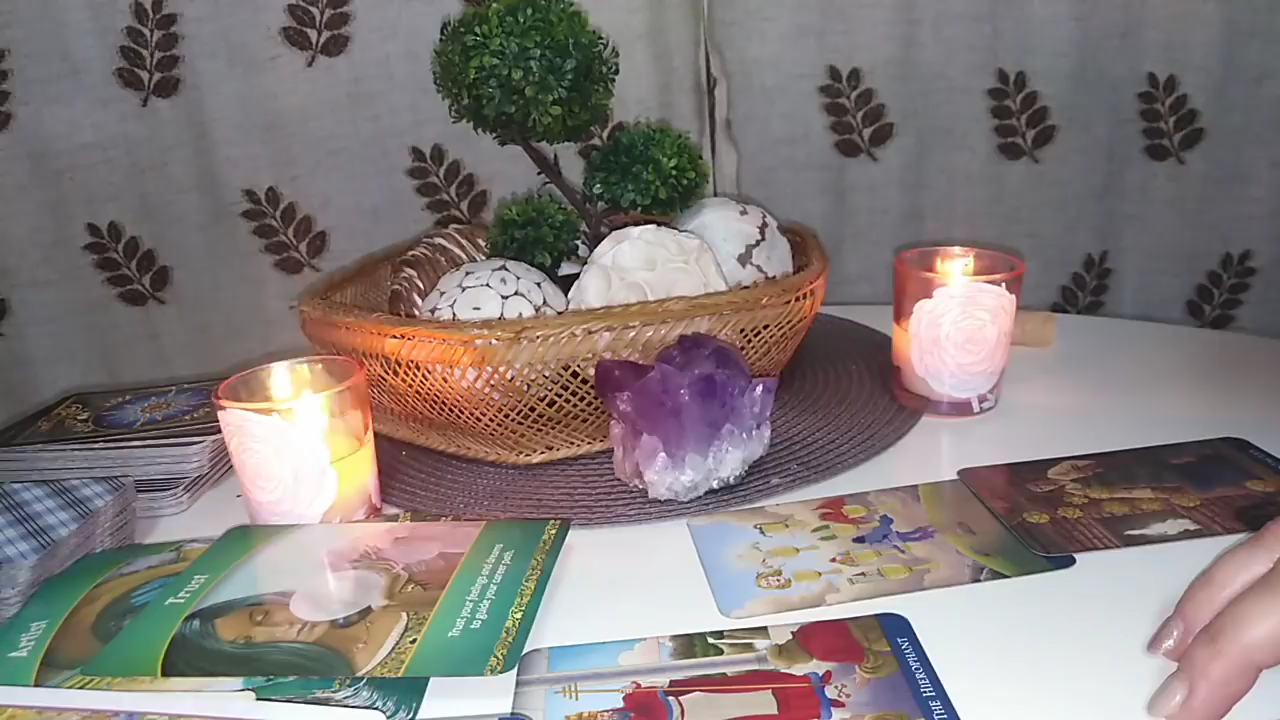 Artist
Trust
Trust your feelings and dreams
to guide your career path.
THE HIEROPHANT